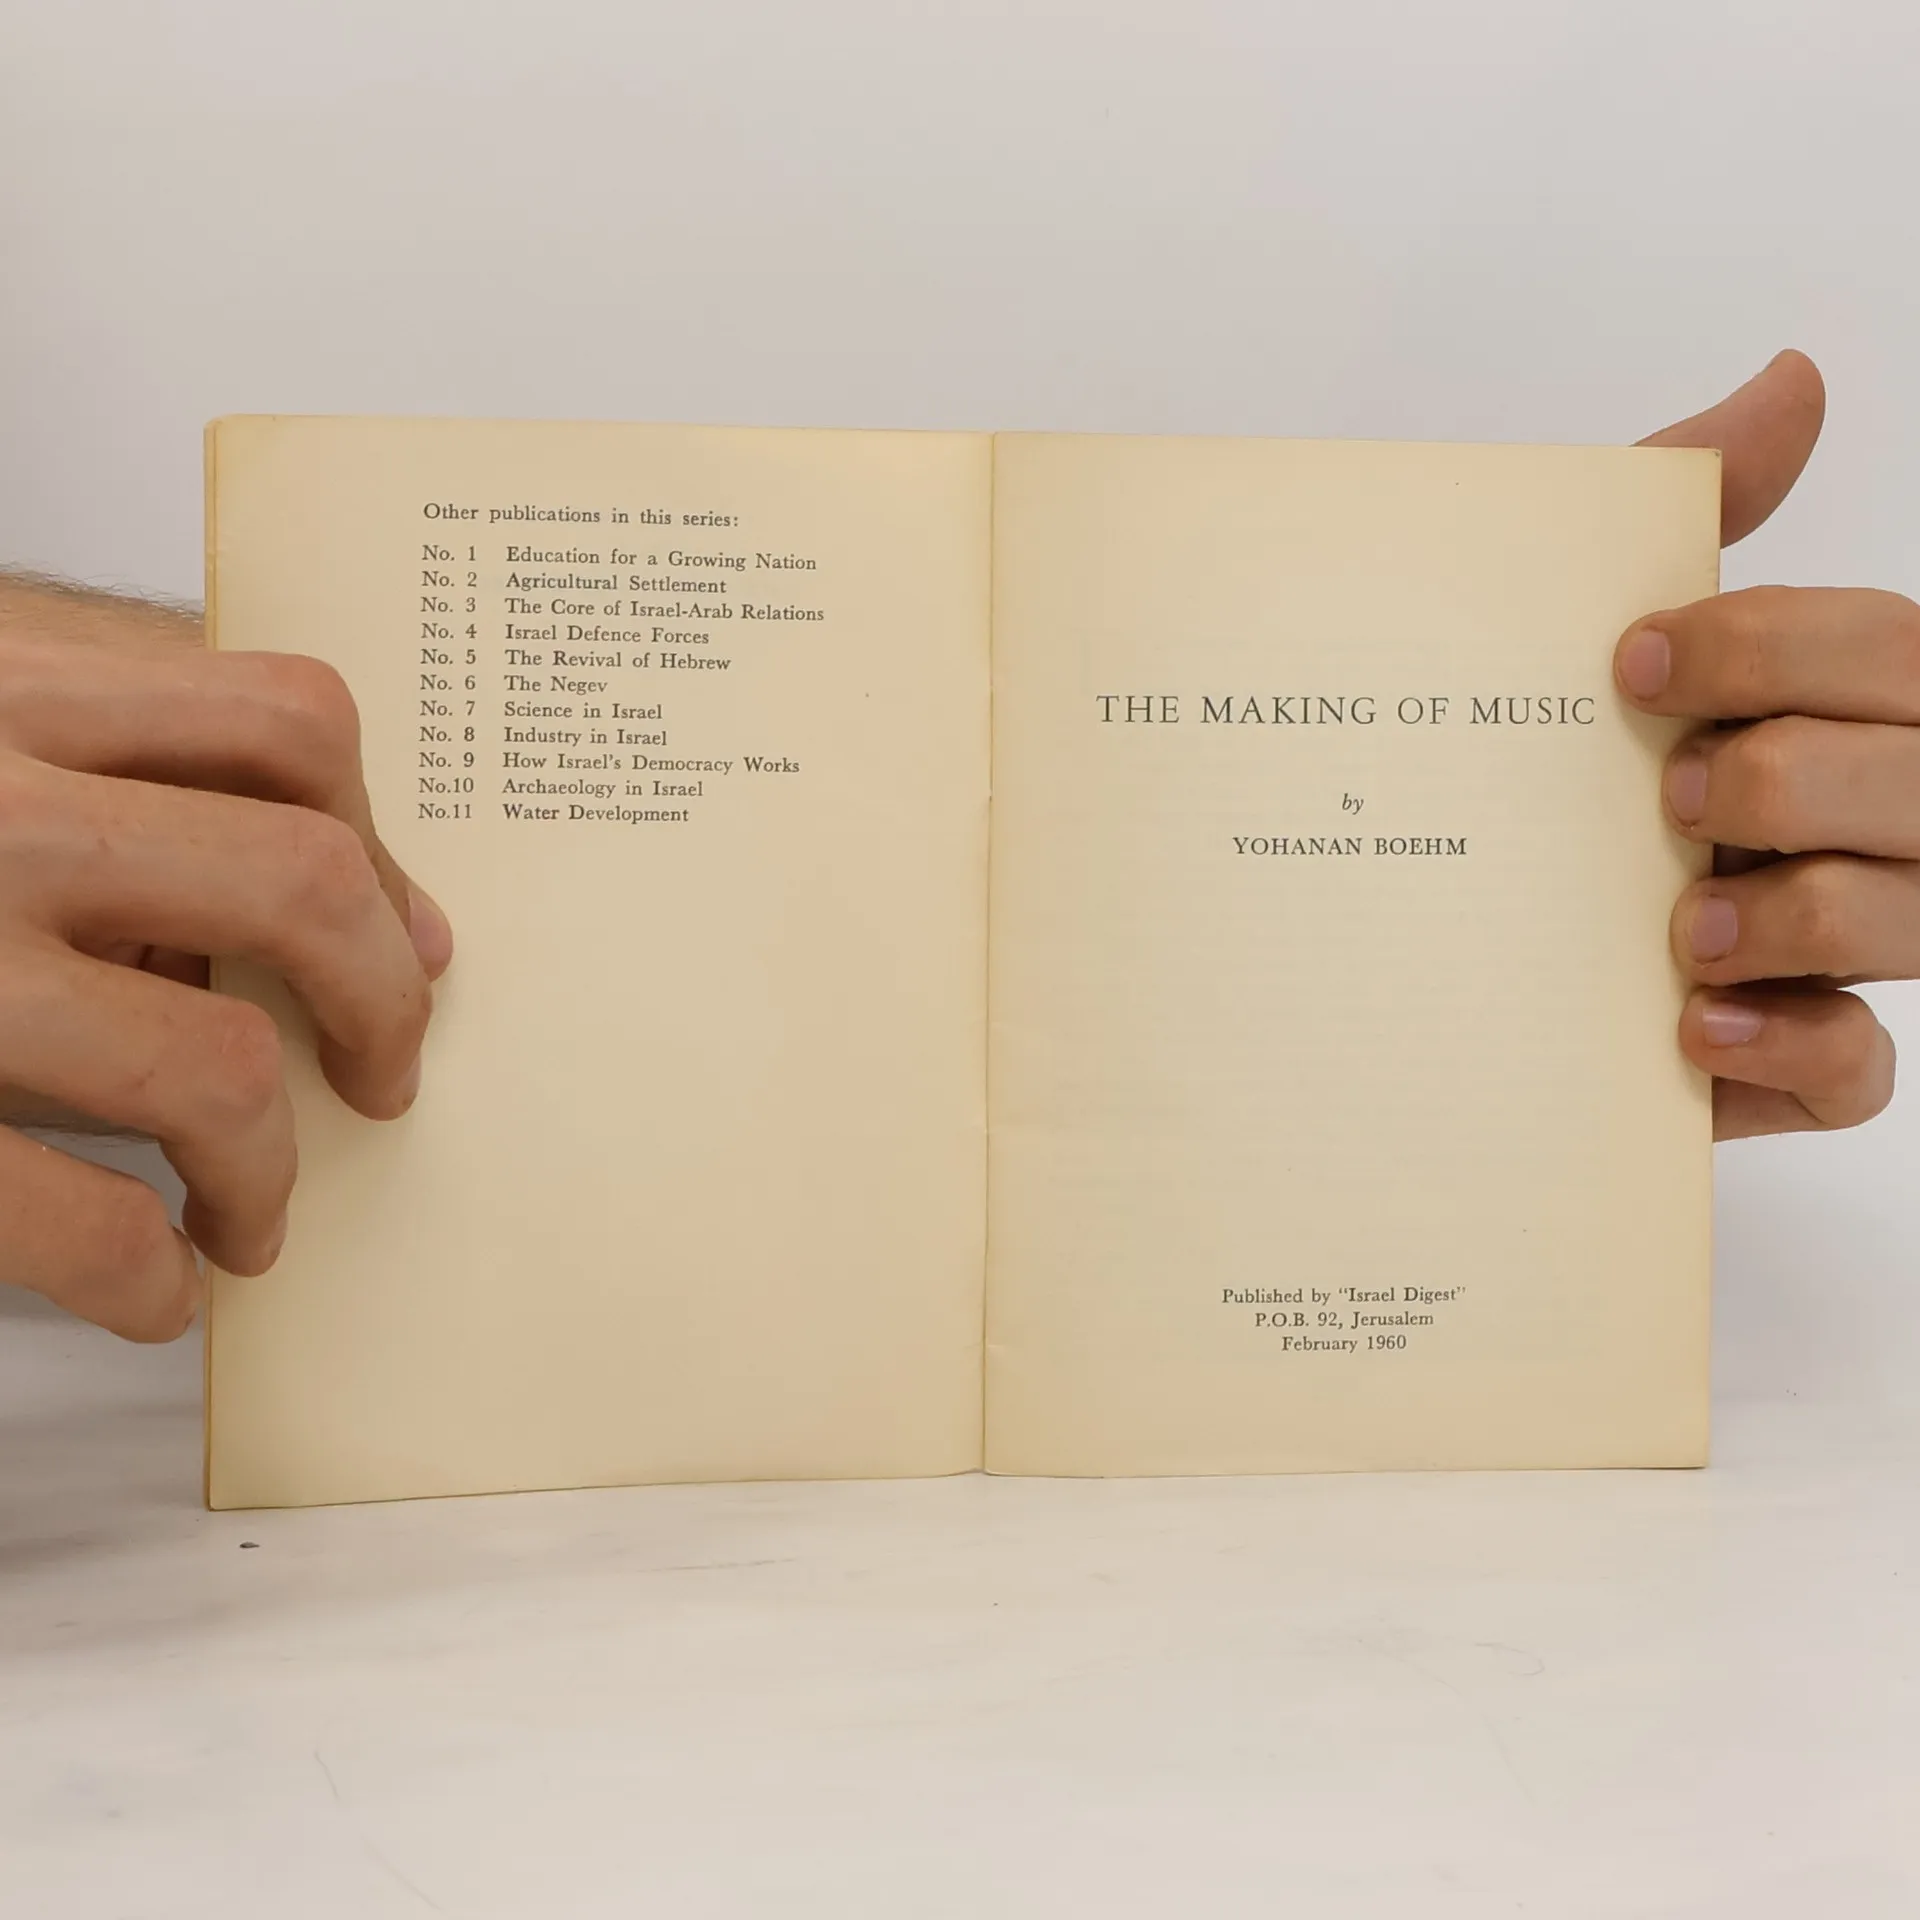 Other publications in this series:
No. 1 Education for a Growing Nation
No. 2 Agricultural Settlement
No. 3 The Core of Israel-Arab Relations
No. 4 Israel Defence Forces
No. 5 The Revival of Hebrew
No. 6 The Negev
No. 7 Science in Israel
No. 8 Industry in Israel
No. 9 How Israel's Democracy Works
No.10 Archaeology in Israel
No.11 Water Development
THE MAKING OF MUSIC
by
YOHANAN BOEHM
Published by "Israel Digest"
P.O.B. 92, Jerusalem
February 1960